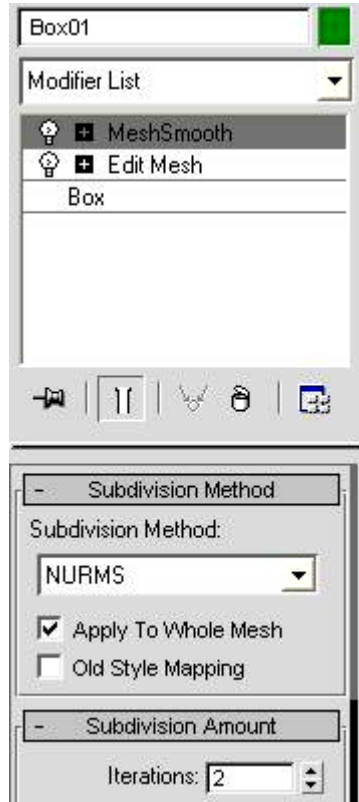 Box01
Modifier List
MeshSmooth
Edit Mesh
Box
- Subdivision Method
Subdivision Method:
NURMS
Apply To Whole Mesh
Old Style Mapping
- Subdivision Amount
Iterations: 2